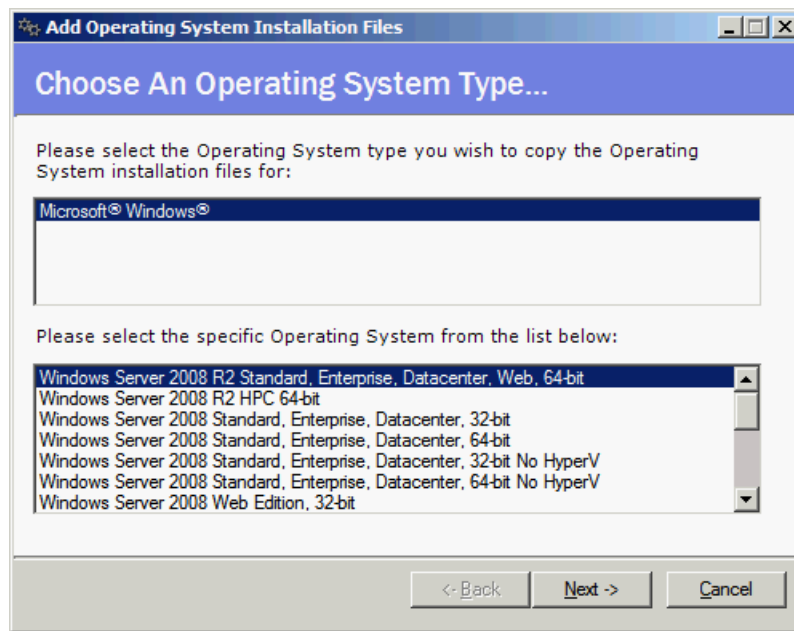 Add Operating System Installation Files
Choose An Operating System Type...
Please select the Operating System type you wish to copy the Operating
System installation files for:
Microsoft® Windows®
Please select the specific Operating System from the list below:
Windows Server 2008 R2 Standard, Enterprise, Datacenter, Web, 64-bit
Windows Server 2008 R2 HPC 64-bit
Windows Server 2008 Standard, Enterprise, Datacenter, 32-bit
Windows Server 2008 Standard, Enterprise, Datacenter, 64-bit
Windows Server 2008 Standard, Enterprise, Datacenter, 32-bit No HyperV
Windows Server 2008 Standard, Enterprise, Datacenter, 64-bit No HyperV
Windows Server 2008 Web Edition, 32-bit
<- Back
Next ->
Cancel